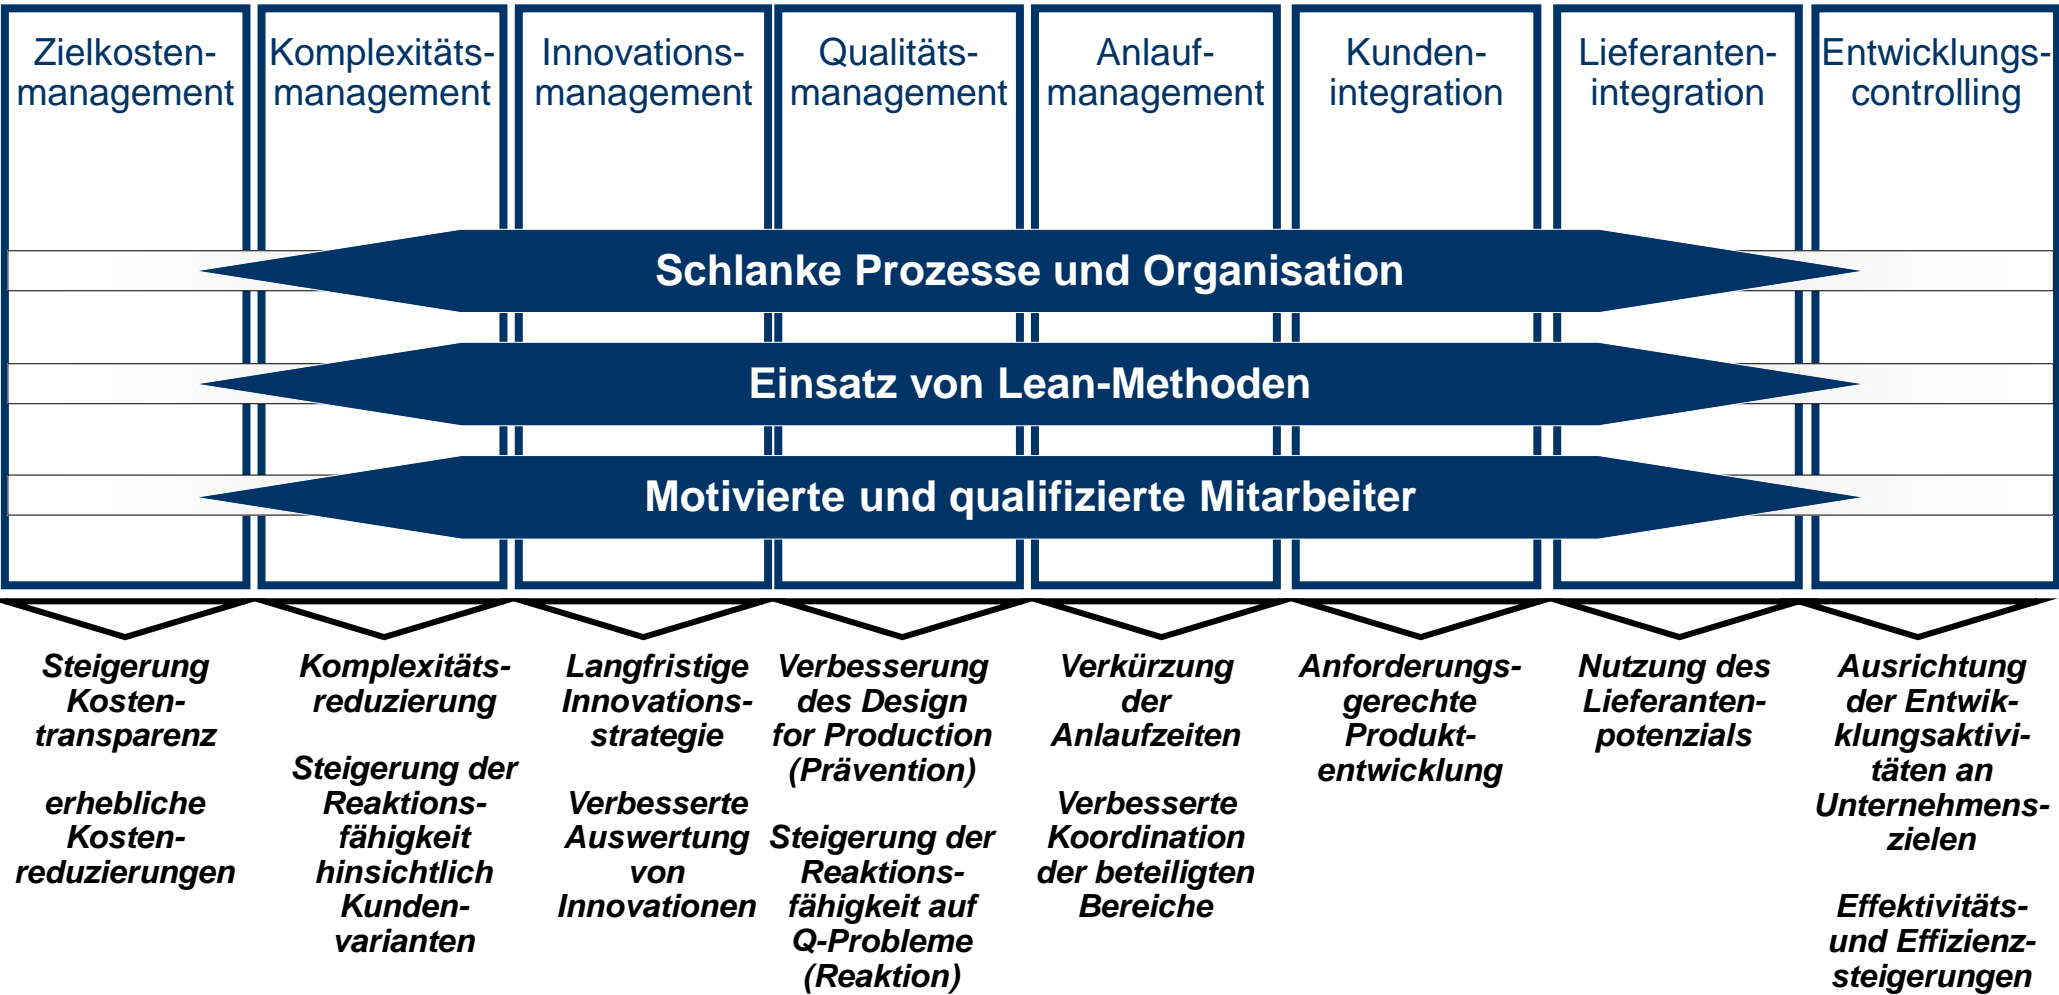 Zielkosten-
management
Komplexitäts-
management
Innovations-
management
Qualitäts-
management
Anlauf-
management
Kunden-
integration
Lieferanten-
integration
Entwicklungs-
controlling
Schlanke Prozesse und Organisation
Einsatz von Lean-Methoden
Motivierte und qualifizierte Mitarbeiter
Steigerung
Kosten-
transparenz
erhebliche
Kosten-
reduzierungen
Komplexitäts-
reduzierung
Steigerung der
Reaktions-
fähigkeit
hinsichtlich
Kunden-
varianten
Langfristige
Innovations-
strategie
Verbesserte
Auswertung
von
Innovationen
Verbesserung
des Design
for Production
(Prävention)
Steigerung der
Reaktions-
fähigkeit auf
Q-Probleme
(Reaktion)
Verkürzung
der
Anlaufzeiten
Verbesserte
Koordination
der beteiligten
Bereiche
Anforderungs-
gerechte
Produkt-
entwicklung
Nutzung des
Lieferanten-
potenzials
Ausrichtung
der Entwik-
klungsaktivi-
täten an
Unternehmens-
zielen
Effektivitäts-
und Effizienz-
steigerungen